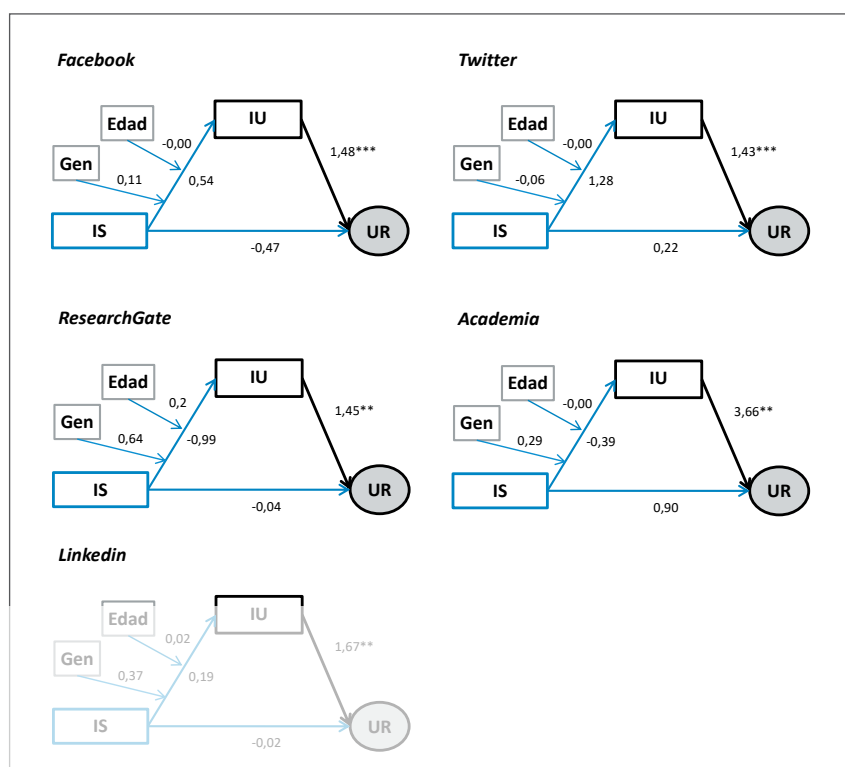 Facebook
Edad
IU
-0,00
1,48***
Gen
0,11
0,54
IS
UR
-0,47
Twitter
Edad
IU
-0,00
1,43***
Gen
-0,06
1,28
IS
UR
0,22
ResearchGate
Edad
IU
0,2
1,45**
Gen
0,64
-0,99
IS
UR
-0,04
Academia
Edad
IU
-0,00
3,66**
Gen
0,29
-0,39
IS
UR
0,90
Linkedin
Edad
IU
0,02
1,67**
Gen
0,37
0,19
IS
UR
-0,02